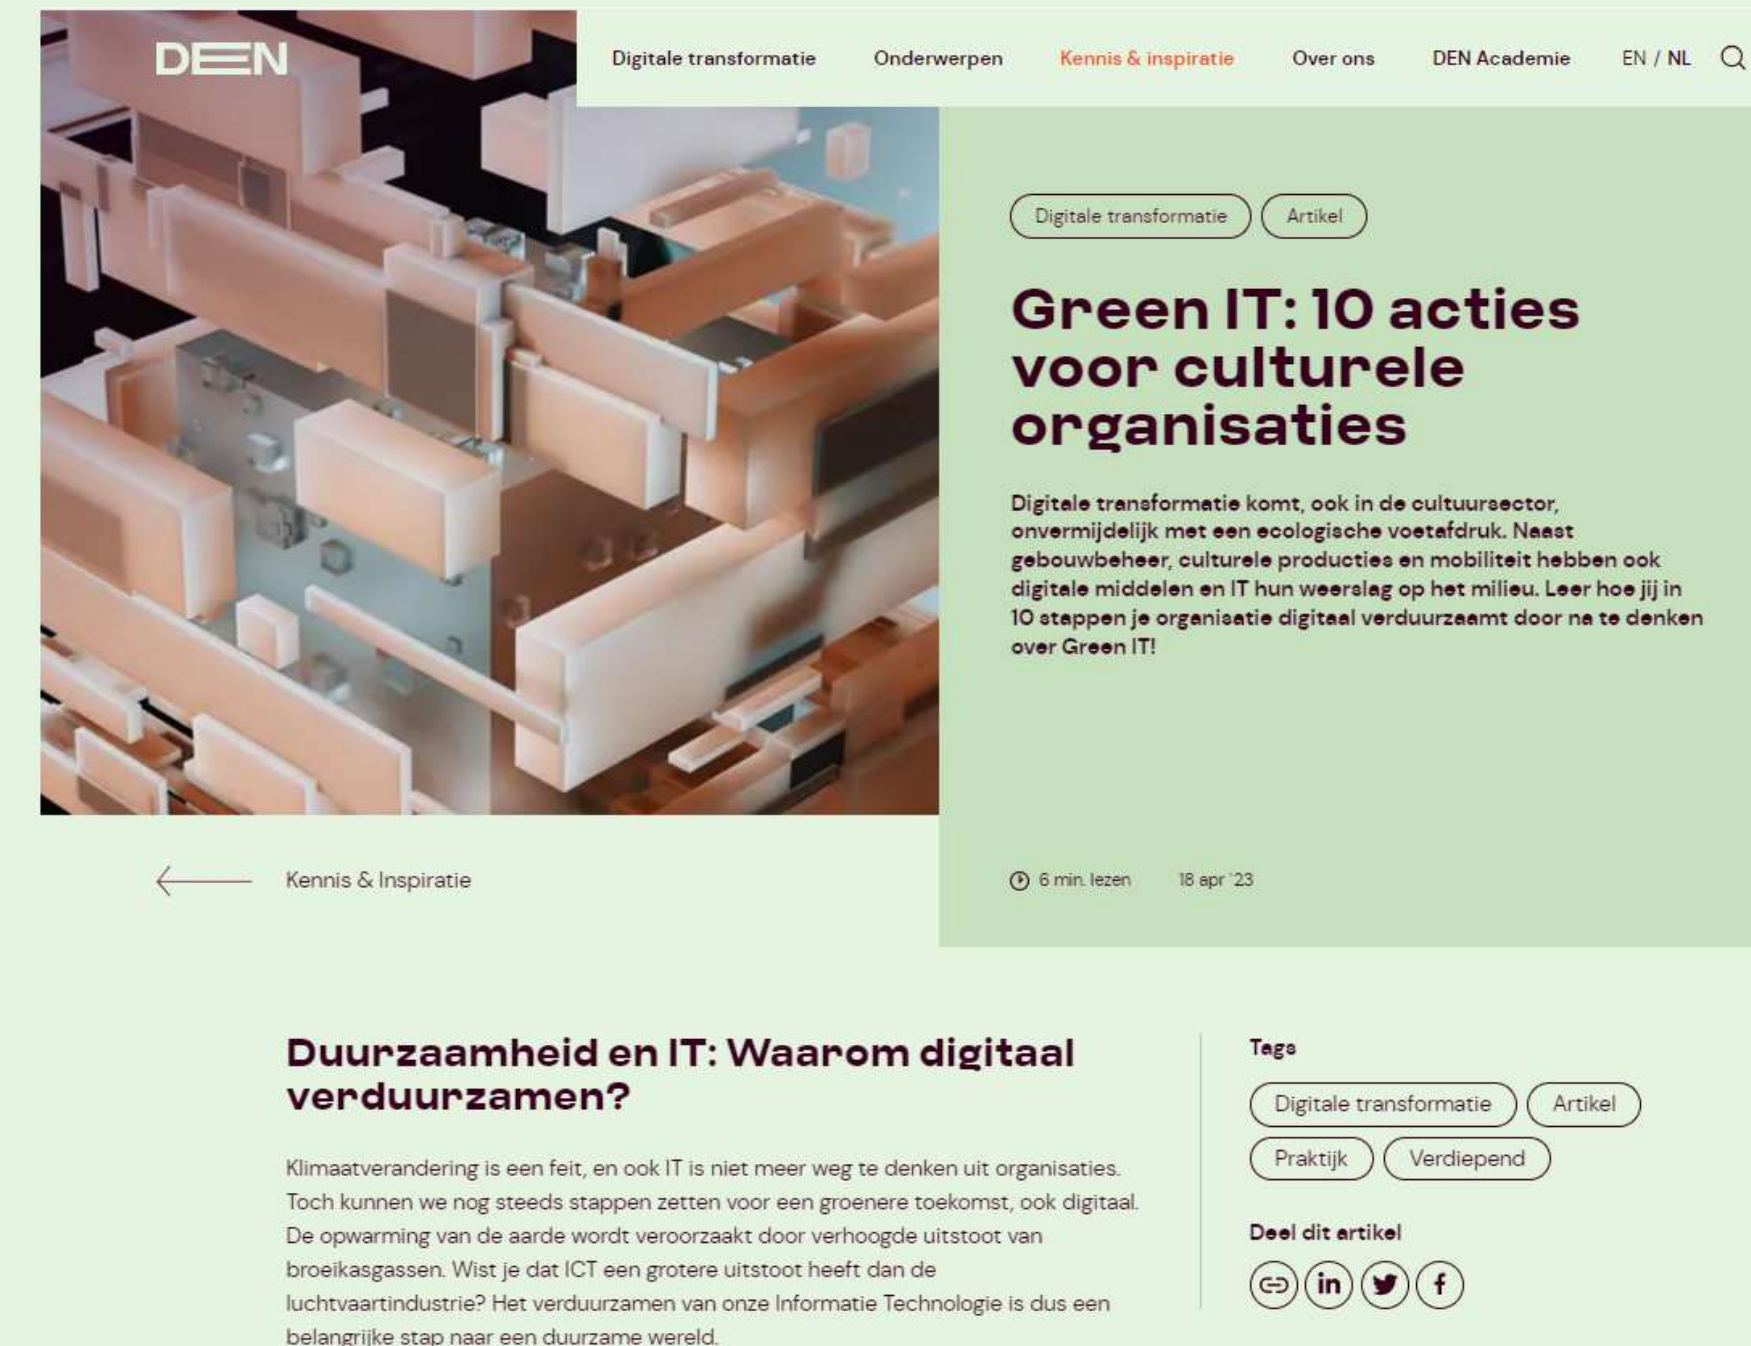 DEN
Digitale transformatie
Onderwerpen
Kennis & inspiratie
Over ons
DEN Academie
EN / NL
Digitale transformatie
Artikel
Green IT: 10 acties
voor culturele
organisaties
Digitale transformatie komt, ook in de cultuursector,
onvermijdelijk met een ecologische voetafdruk. Naast
gebouwbeheer, culturele producties en mobiliteit hebben ook
digitale middelen en IT hun weerslag op het milieu. Leer hoe jij in
10 stappen je organisatie digitaal verduurzaamt door na te denken
over Green IT!
Kennis & Inspiratie
6 min. lezen
18 apr `23
Duurzaamheid en IT: Waarom digitaal
verduurzamen?
Klimaatverandering is een feit, en ook IT is niet meer weg te denken uit organisaties.
Toch kunnen we nog steeds stappen zetten voor een groenere toekomst, ook digitaal.
De opwarming van de aarde wordt veroorzaakt door verhoogde uitstoot van
broeikasgassen. Wist je dat ICT een grotere uitstoot heeft dan de
luchtvaartindustrie? Het verduurzamen van onze Informatie Technologie is dus een
belangrijke stap naar een duurzame wereld.
Tags
Digitale transformatie
Artikel
Praktijk
Verdiepend
Deel dit artikel
in
f